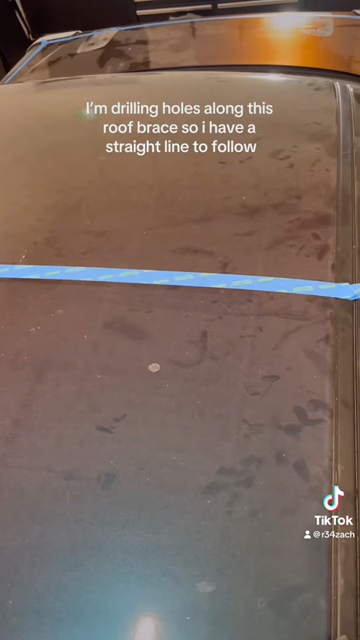 I'm drilling holes along this
roof brace so i have a
straight line to follow
TikTok
@r34zach